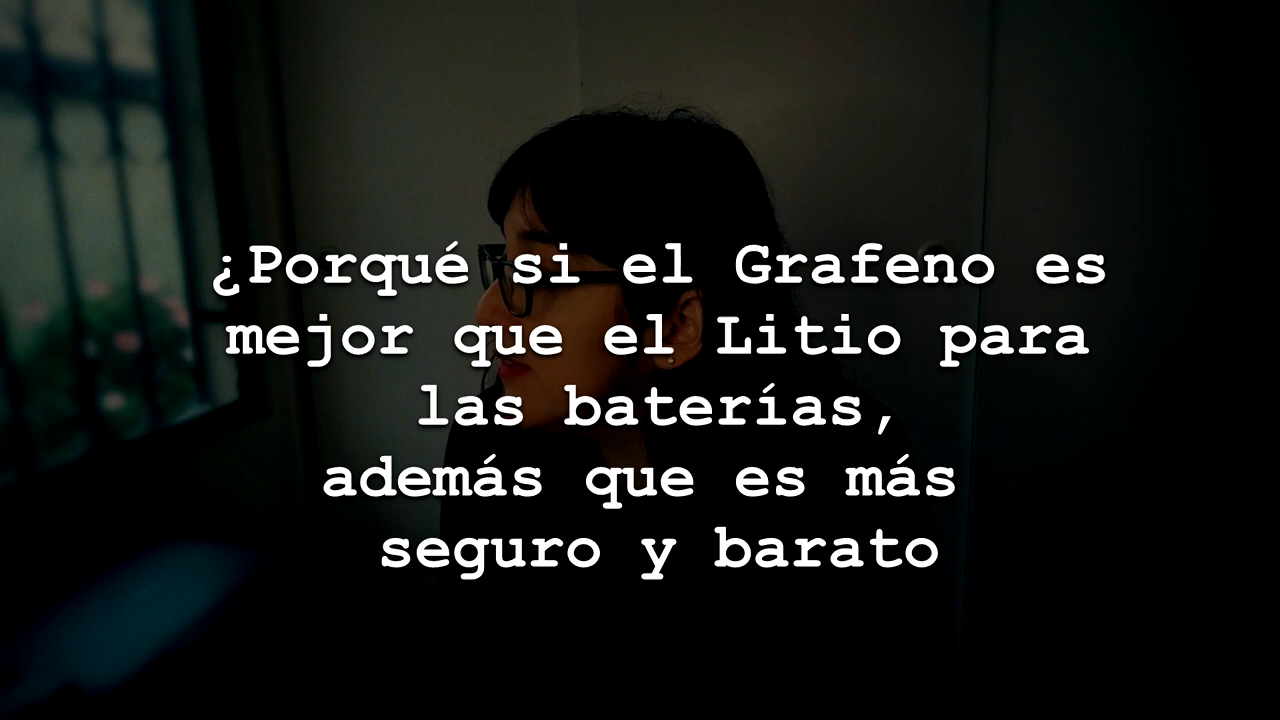 ¿Porqué si el Grafeno es
mejor que el Litio para
las baterías,
además que es más
seguro y barato